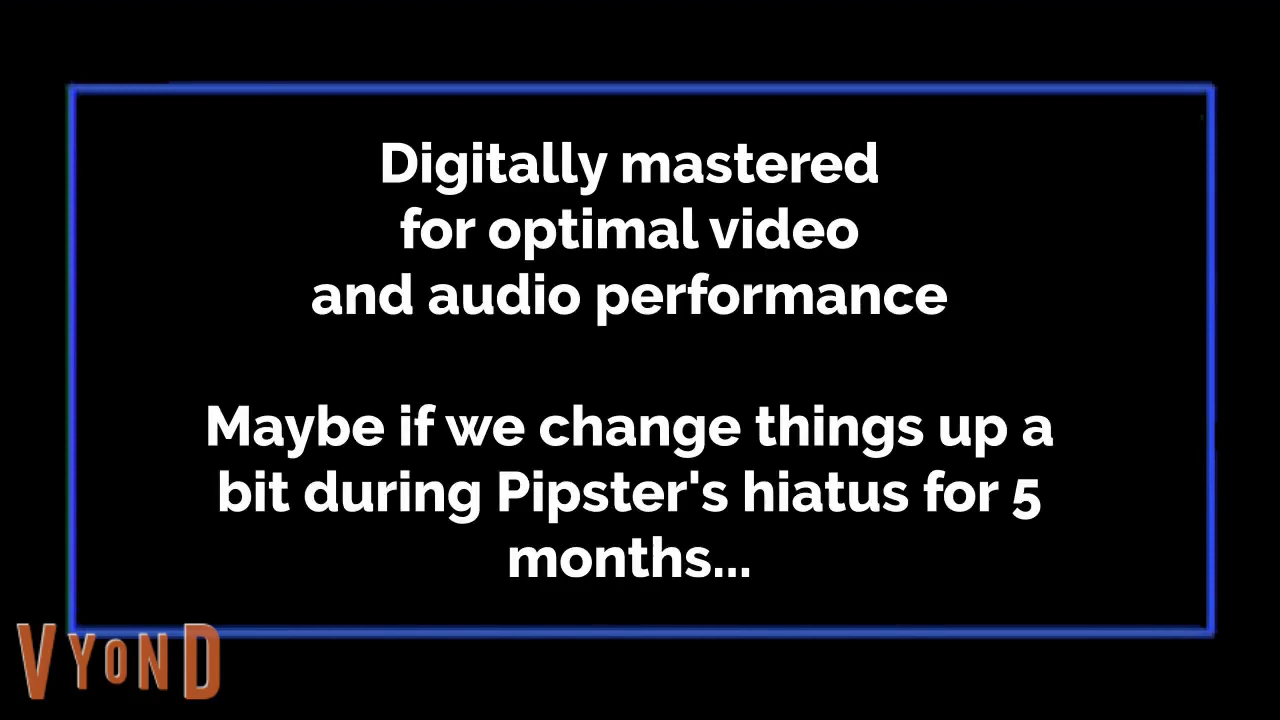 Digitally mastered
for optimal video
and audio performance
Maybe if we change things up a
bit during Pipster's hiatus for 5
months...
VYOND